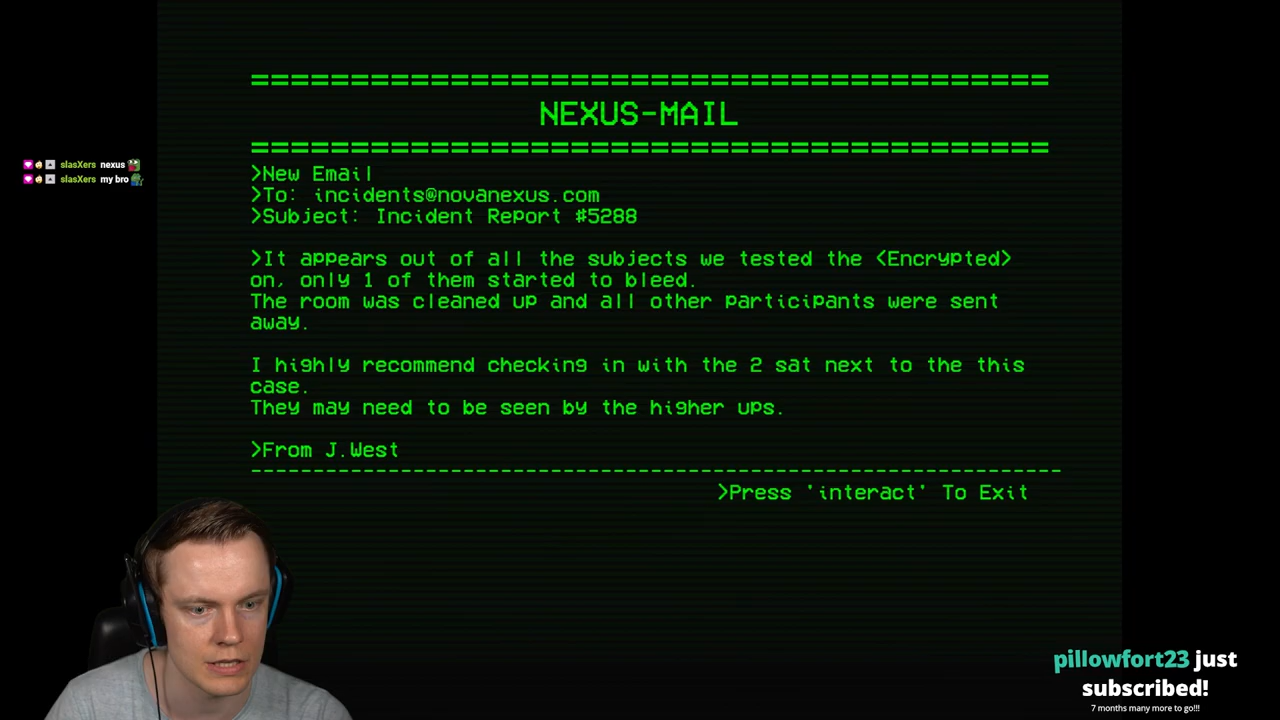 ========================================
NEXUS-MAIL
========================================
slasXers nexus
slasXers my bro
>New Email
>To: incidents@novanexus.com
>Subject: Incident Report #5288
>It appears out of all the subjects we tested the <Encrypted>
on, only 1 of them started to bleed.
The room was cleaned up and all other participants were sent
away.
I highly recommend checking in with the 2 sat next to the this
case.
They may need to be seen by the higher ups.
>From J.West
-----------------------------------------------------------------
>Press 'interact' To Exit
pillowfort23 just
subscribed!
7 months many more to go!!!